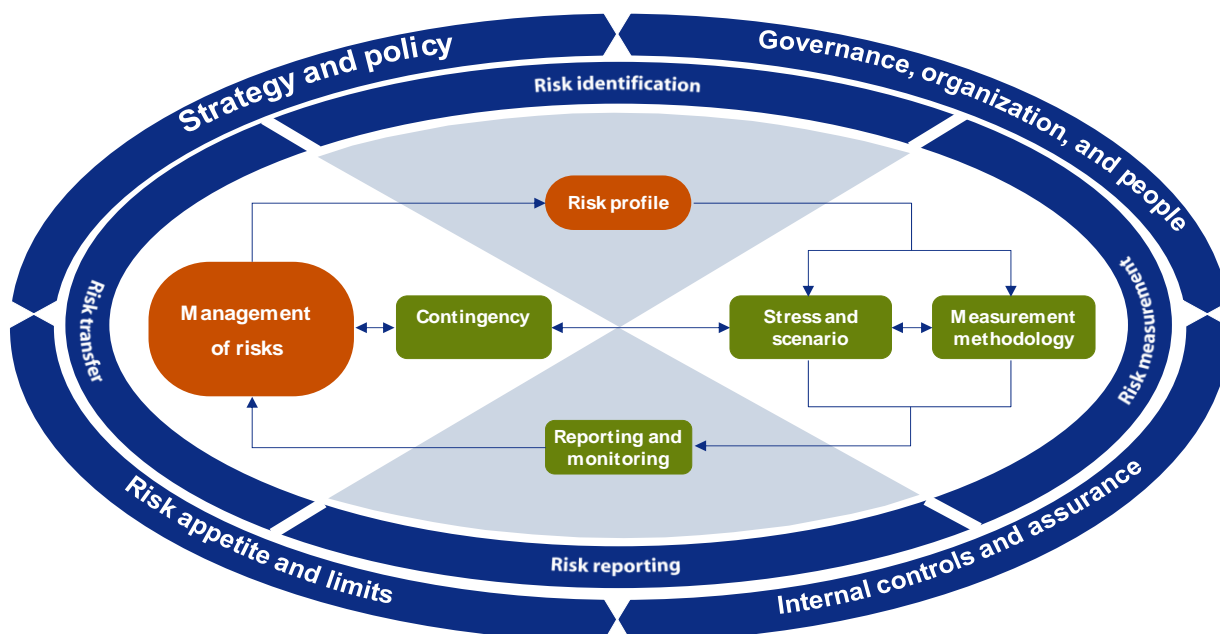 Strategy and policy
Governance, organization, and people
Risk identification
Risk profile
Risk transfer
Management
of risks
Contingency
Stress and
scenario
Measurement
methodology
Risk measurement
Reporting and
monitoring
Risk reporting
Risk appetite and limits
Internal controls and assurance